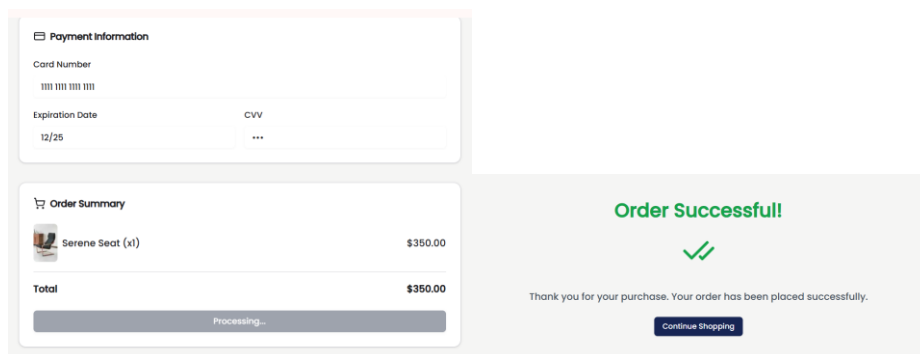 Payment Information
Card Number
1111 1111 1111 1111
Expiration Date
CVV
12/25
•••
Order Summary
Serene Seat (x1)
$350.00
Total
$350.00
Processing...
Order Successful!
Thank you for your purchase. Your order has been placed successfully.
Continue Shopping